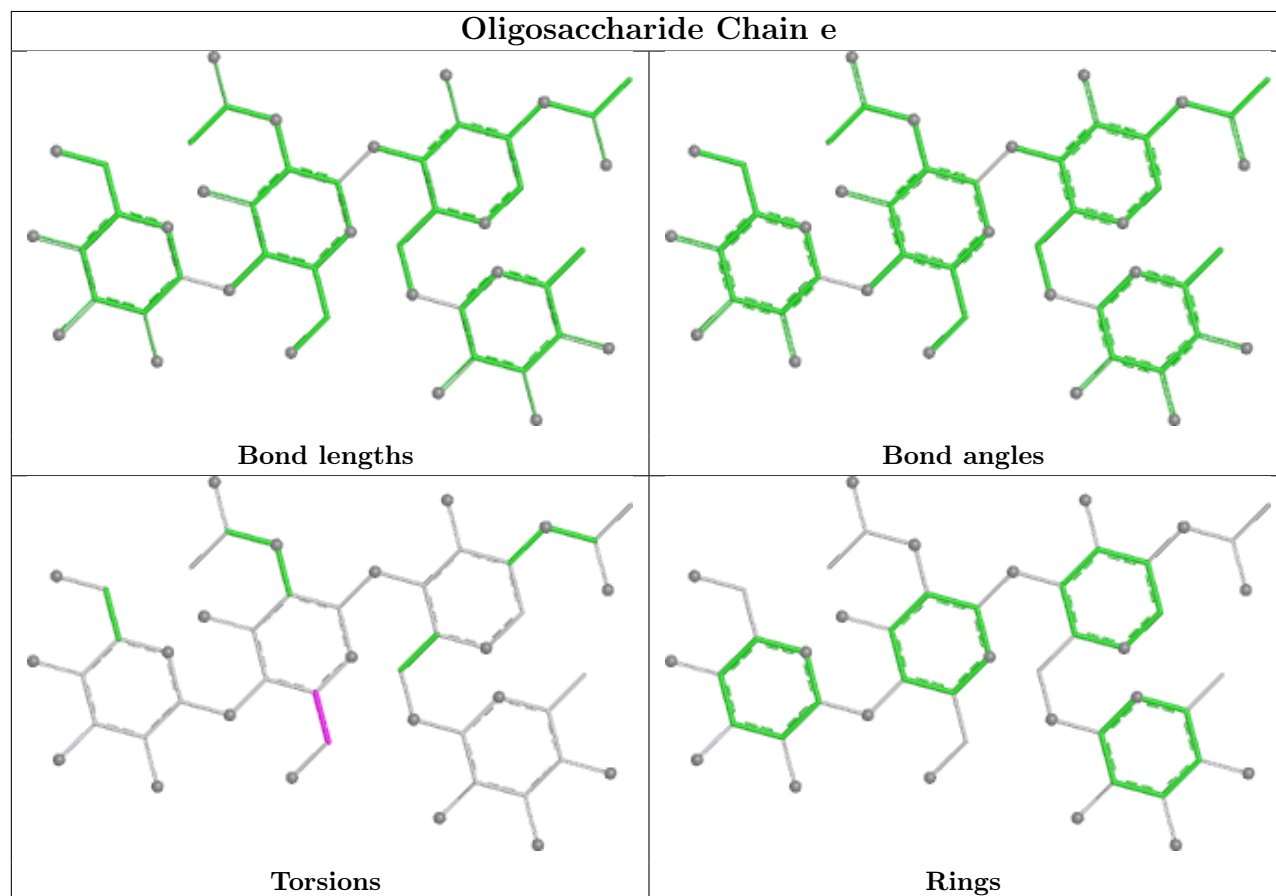 Oligosaccharide Chain e
Bond lengths
Bond angles
Torsions
Rings